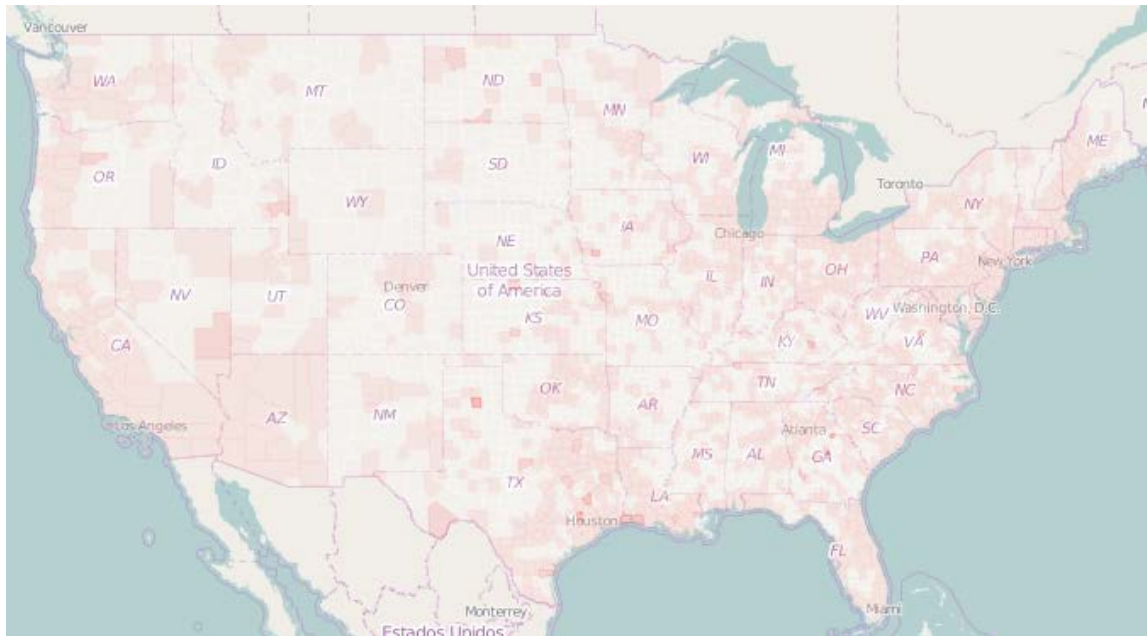 Vancouver
WA
MT
ND
MN
ME
OR
ID
SD
WI
MI
Toronto
WY
NY
IA
Chicago
NE
PA
New York
United States
of America
Denver
CO
NV
UT
IL
IN
OH
KS
MO
WV
Washington, D.C.
CA
KY
VA
OK
TN
NC
AZ
NM
AR
Los Angeles
Atlanta
SC
MS
AL
GA
TX
LA
Houston
FL
Monterrey
Miami
Estados Unidos